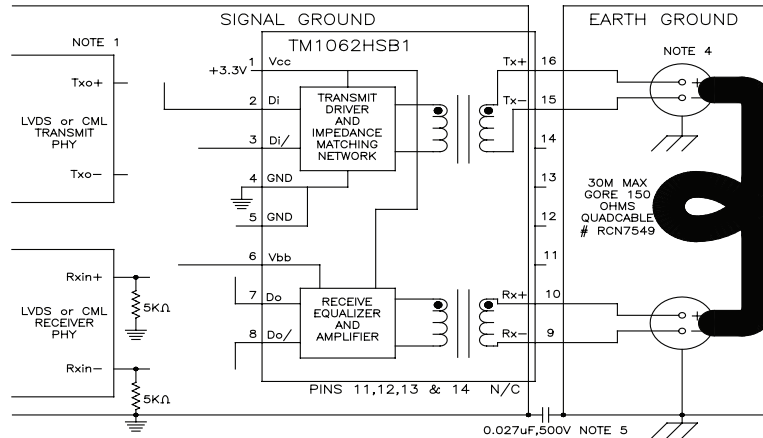 SIGNAL GROUND
EARTH GROUND
NOTE 1
TM1062HSB1
NOTE 4
1 Vcc
+3.3V
Tx+ 16
Txo+
TRANSMIT
DRIVER
AND
IMPEDANCE
MATCHING
NETWORK
2 Di
Tx- 15
+
-
LVDS or CML
TRANSMIT
PHY
3 Di/
14
Txo-
4 GND
13
5 GND
12
30M MAX
GORE 150
OHMS
QUADCABLE
# RCN7549
6 Vbb
11
Rxin+
5KΩ
7 Do
RECEIVE
EQUALIZER
AND
AMPLIFIER
Rx+ 10
LVDS or CML
RECEIVER
PHY
8 Do/
Rx- 9
+
-
Rxin-
5KΩ
PINS 11,12,13 & 14 N/C
0.027uF,500V NOTE 5